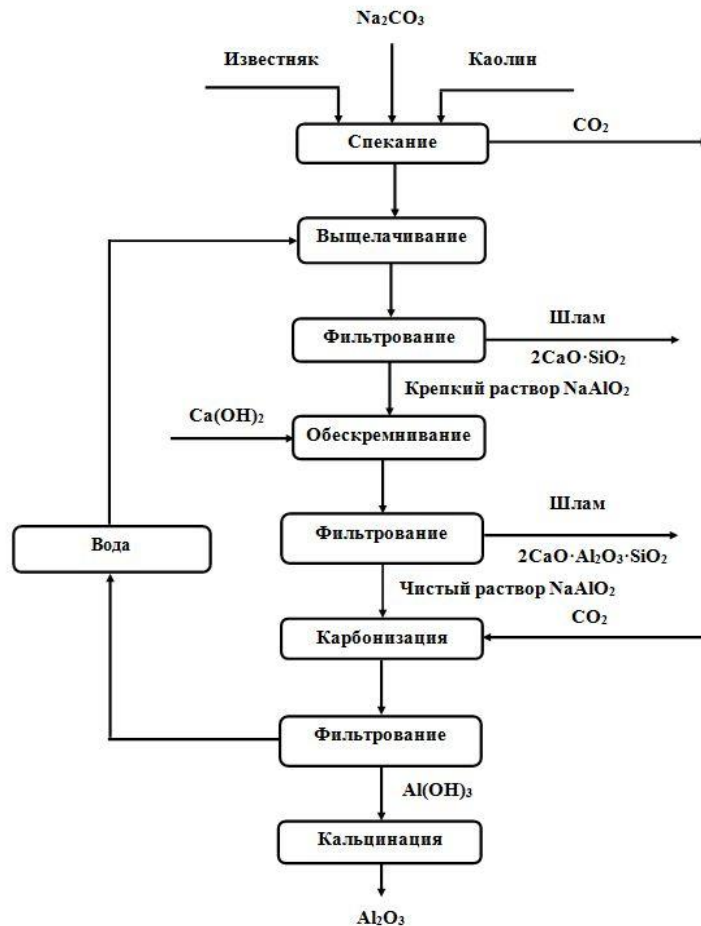 Na₂CO₃
Известняк
Каолин
Спекание
CO₂
Выщелачивание
Фильтрование
Шлам
2CaO·SiO₂
Крепкий раствор NaAlO₂
Ca(OH)₂
Обескремнивание
Шлам
Фильтрование
Вода
2CaO·Al₂O₃·SiO₂
Чистый раствор NaAlO₂
CO₂
Карбонизация
Фильтрование
Al(OH)₃
Кальцинация
Al₂O₃